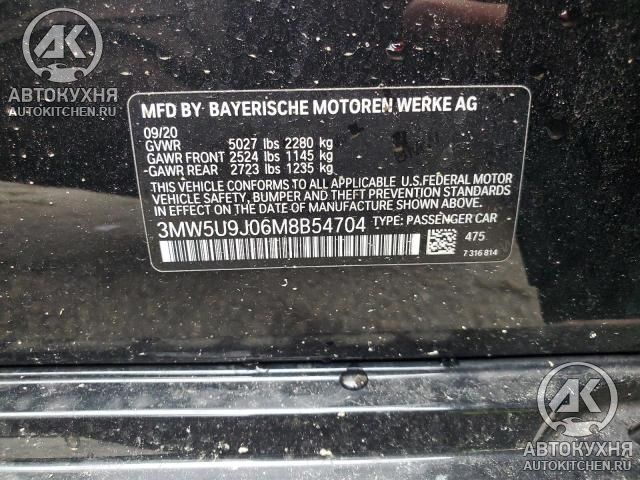 АВТОКУХНЯ
AUTOKITCHEN.RU
MFD BY: BAYERISCHE MOTOREN WERKE AG
09/20
GVWR 5027 lbs 2280 kg
GAWR FRONT 2524 lbs 1145 kg
GAWR REAR 2723 lbs 1235 kg
THIS VEHICLE CONFORMS TO ALL APPLICABLE U.S.FEDERAL MOTOR
VEHICLE SAFETY, BUMPER, AND THEFT PREVENTION STANDARDS
IN EFFECT ON THE DATE OF MANUFACTURE SHOWN ABOVE.
3MW5U9J06M8B54704 TYPE: PASSENGER CAR
475
7 316 814
АК
АВТОКУХНЯ
AUTOKITCHEN.RU